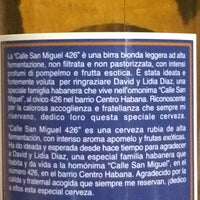 La "Calle San Miguel 426" è una birra bionda leggera ad alta
fermentazione, non filtrata e non pastorizzata, con intensi
profumi di pompelmo e frutta esotica. È stata ideata e
fortemente voluta per ringraziare David y Lidia Diaz, una
speciale famiglia habanera che vive nell'omonima "Calle San
Miguel", al civico 426 nel barrio Centro Habana. Riconoscente
per la calorosa accoglienza e fratellanza che sempre mi
riservano, dedico loro questa speciale cerveza.
La "Calle San Miguel 426" es una cerveza rubia de alta
fermentación, con intenso aroma apomelo y frutas exóticas.
Ha ido ideada y esperada desde hace tiempo para agradecer
a David y Lidia Diaz, una especial familia habanera que
habita y da vida a la homónima "Calle San Miguel", en el
número 426, en el barrio Centro Habana. Agradecido por la
cálida y fraternal acogida que siempre me reservan, ¡dedico
a ellos esta especial cerveza.